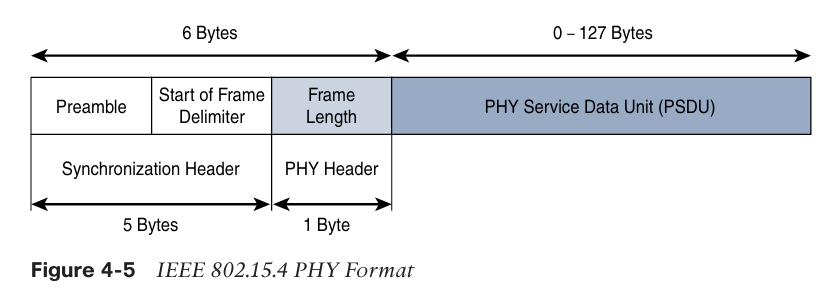 6 Bytes
0 – 127 Bytes
Preamble
Start of Frame
Delimiter
Frame
Length
PHY Service Data Unit (PSDU)
Synchronization Header
PHY Header
5 Bytes
1 Byte
Figure 4-5 IEEE 802.15.4 PHY Format